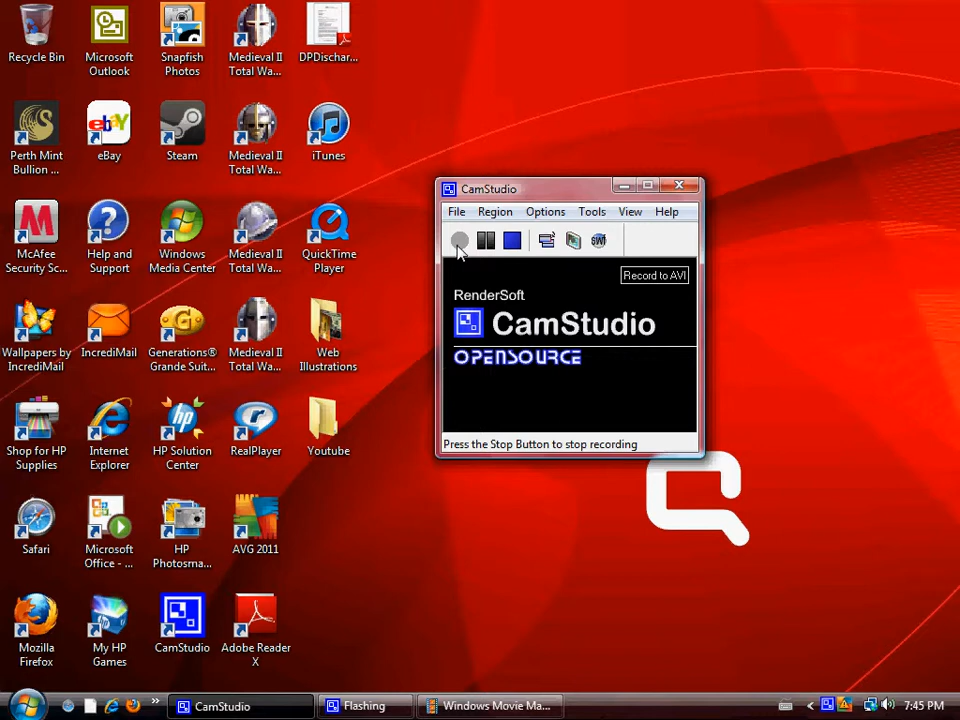 Recycle Bin
Microsoft
Outlook
Snapfish
Photos
Medieval II
Total Wa...
DPDischar...
Perth Mint
Bullion ...
eBay
Steam
Medieval II
Total Wa...
iTunes
McAfee
Security Sc...
Help and
Support
Windows
Media Center
Medieval II
Total Wa...
QuickTime
Player
Wallpapers by
IncrediMail
IncrediMail
Generations®
Grande Suit...
Medieval II
Total Wa...
Web
Illustrations
Shop for HP
Supplies
Internet
Explorer
HP Solution
Center
RealPlayer
Youtube
Safari
Microsoft
Office - ...
HP
Photosma...
AVG 2011
Mozilla
Firefox
My HP
Games
CamStudio
Adobe Reader
X
CamStudio
File Region Options Tools View Help
SWF
Record to AVI
RenderSoft
CamStudio
OPENSOURCE
Press the Stop Button to stop recording
CamStudio
Flashing
Windows Movie Ma...
7:45 PM